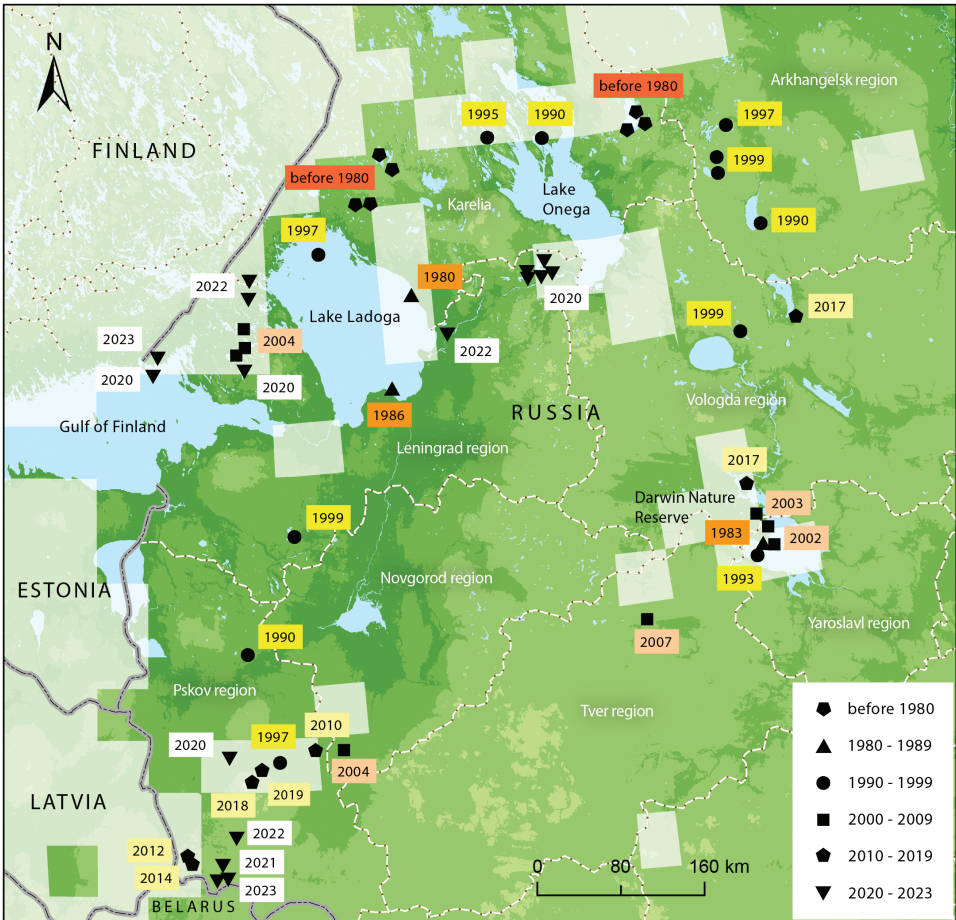 N
before 1980
Arkhangelsk region
1995
1990
1997
FINLAND
1999
before 1980
Lake
Onega
Karelia
1990
1997
1980
2022
2020
2017
Lake Ladoga
1999
2004
2023
2022
2020
2020
1986
Vologda region
RUSSIA
Gulf of Finland
Leningrad region
2017
Darwin Nature
Reserve
2003
1999
1983
2002
1993
Novgorod region
ESTONIA
Yaroslavl region
1990
2007
Pskov region
Tver region
2010
1997
2020
2004
2019
2018
LATVIA
2022
2012
2021
2014
2023
BELARUS
0
80
160 km
before 1980
1980 - 1989
1990 - 1999
2000 - 2009
2010 - 2019
2020 - 2023